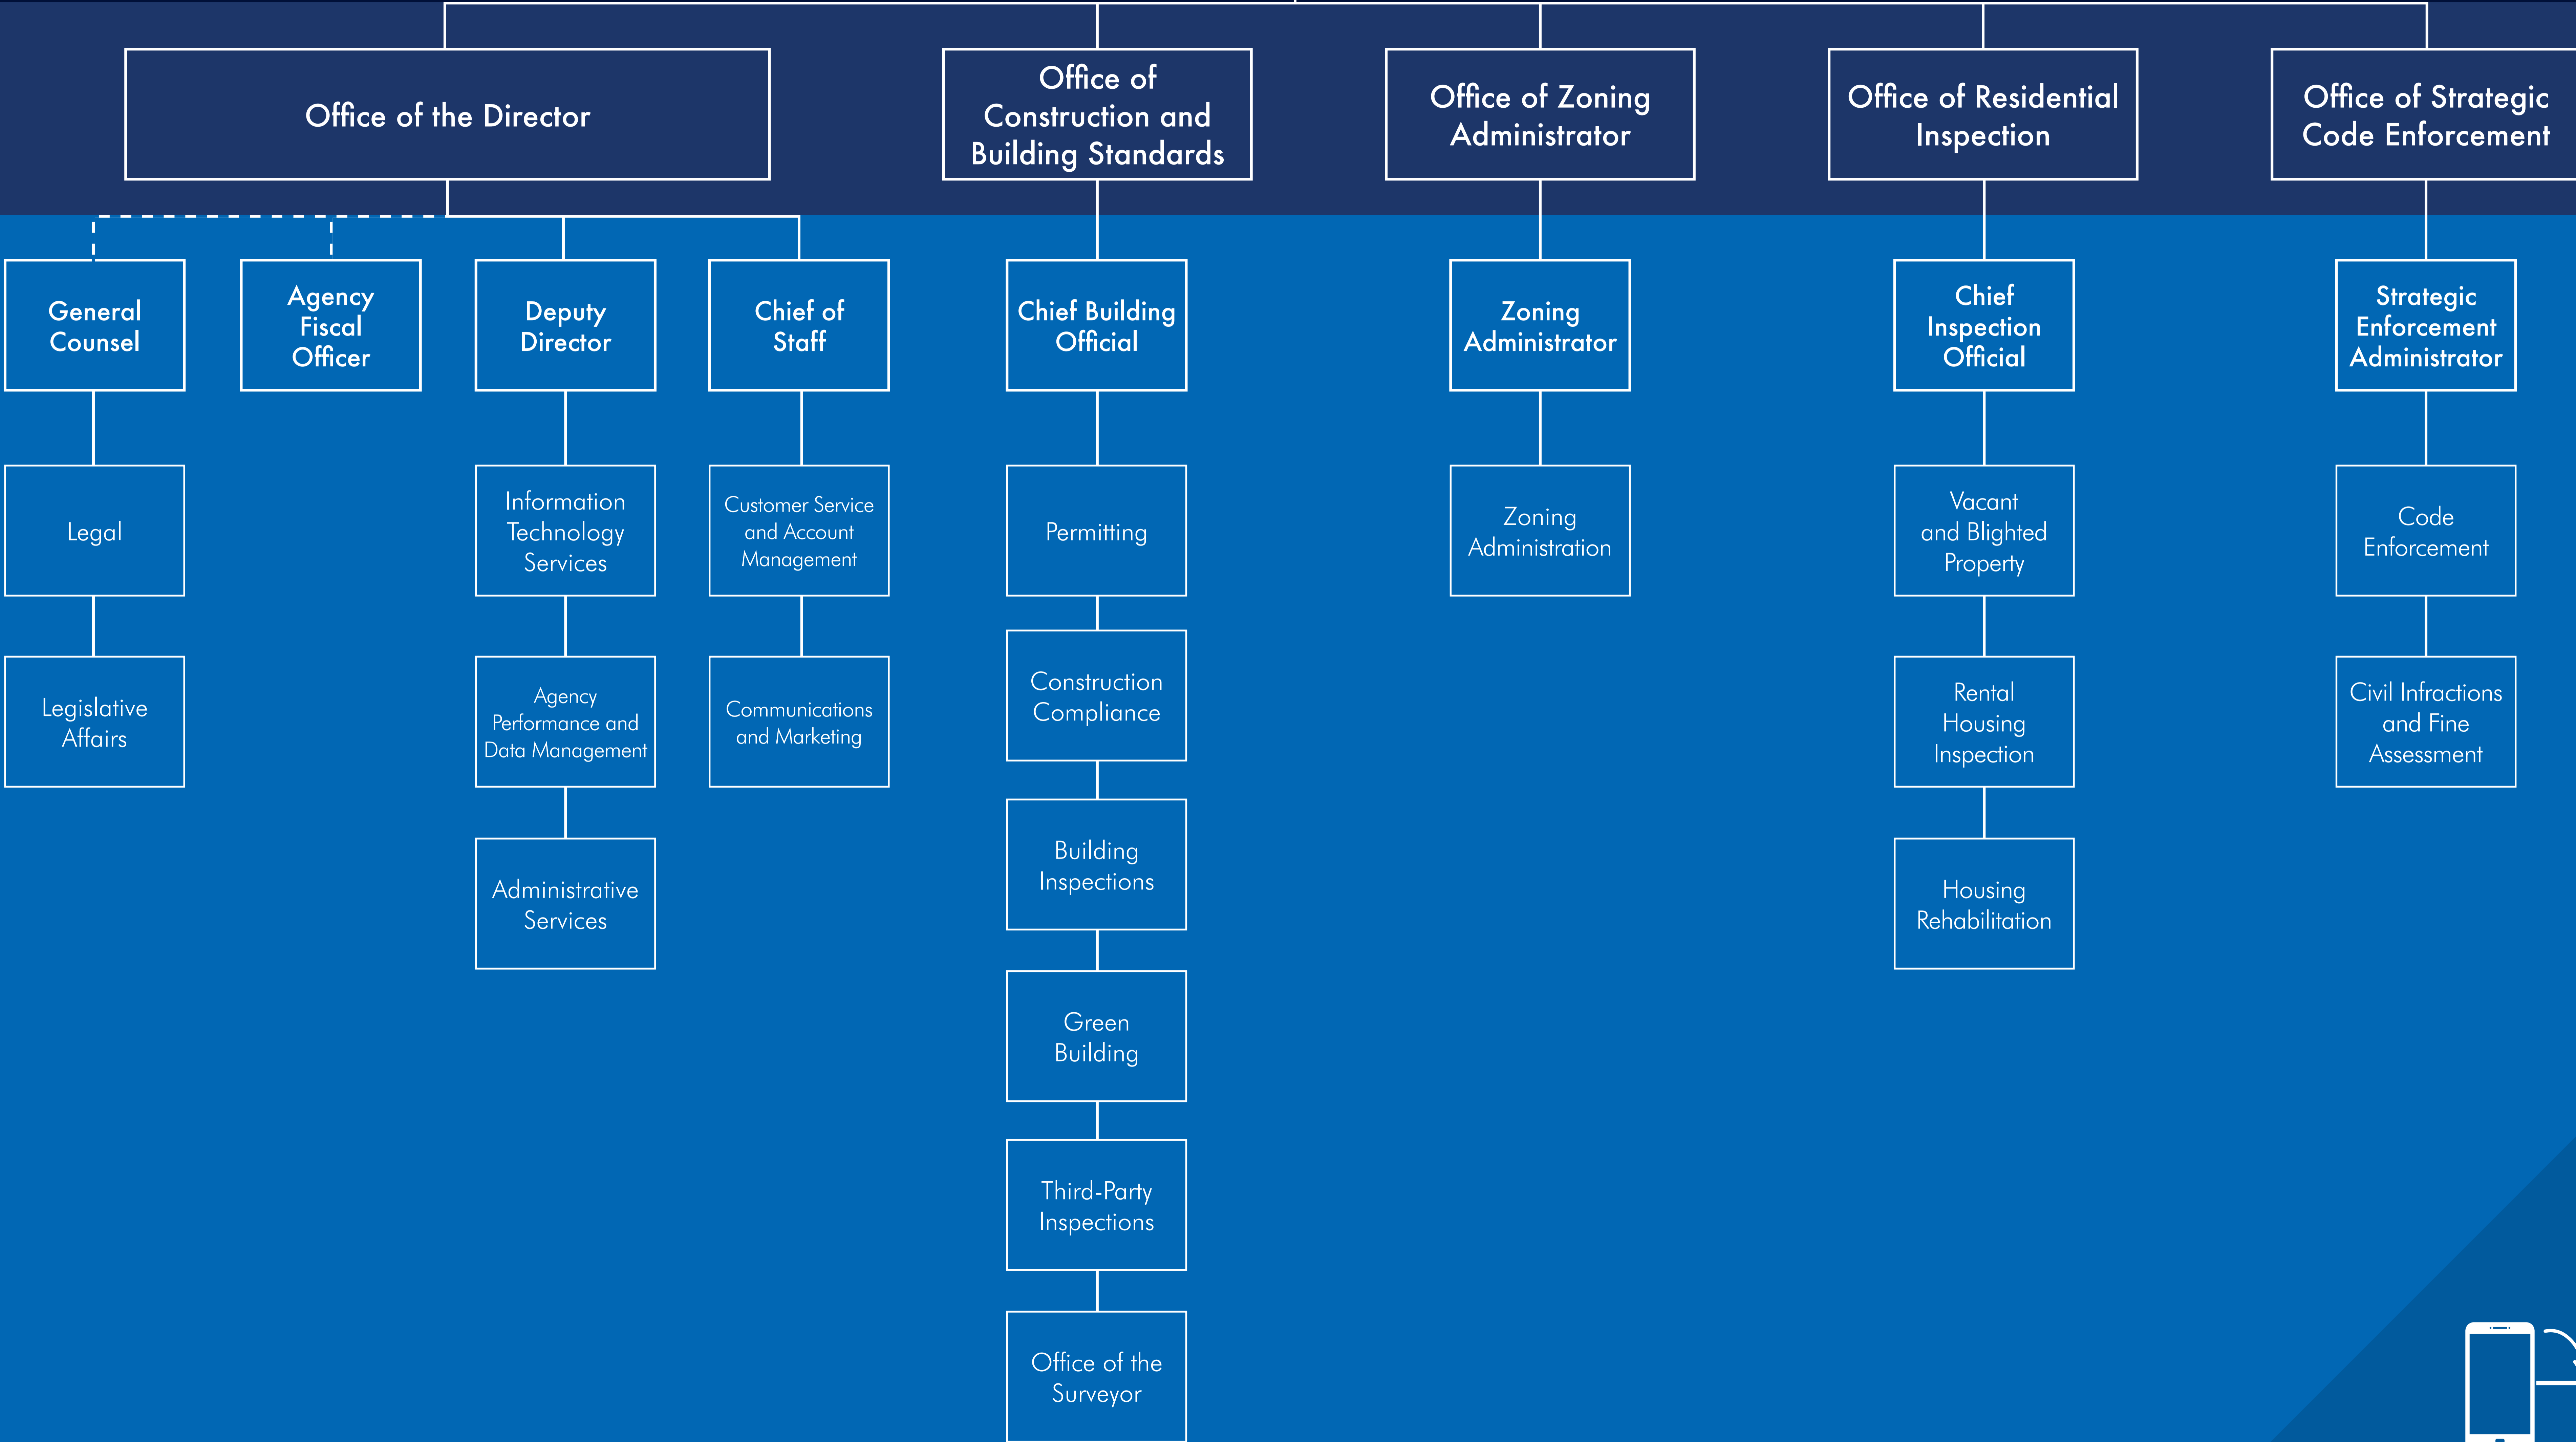 Office of the Director
Office of
Construction and
Building Standards
Office of Zoning
Administrator
Office of Residential
Inspection
Office of Strategic
Code Enforcement
General
Counsel
Agency
Fiscal
Officer
Deputy
Director
Chief of
Staff
Chief Building
Official
Zoning
Administrator
Chief
Inspection
Official
Strategic
Enforcement
Administrator
Legal
Information
Technology
Services
Customer Service
and Account
Management
Permitting
Zoning
Administration
Vacant
and Blighted
Property
Code
Enforcement
Legislative
Affairs
Agency
Performance and
Data Management
Communications
and Marketing
Construction
Compliance
Rental
Housing
Inspection
Civil Infractions
and Fine
Assessment
Administrative
Services
Building
Inspections
Housing
Rehabilitation
Green
Building
Third-Party
Inspections
Office of the
Surveyor